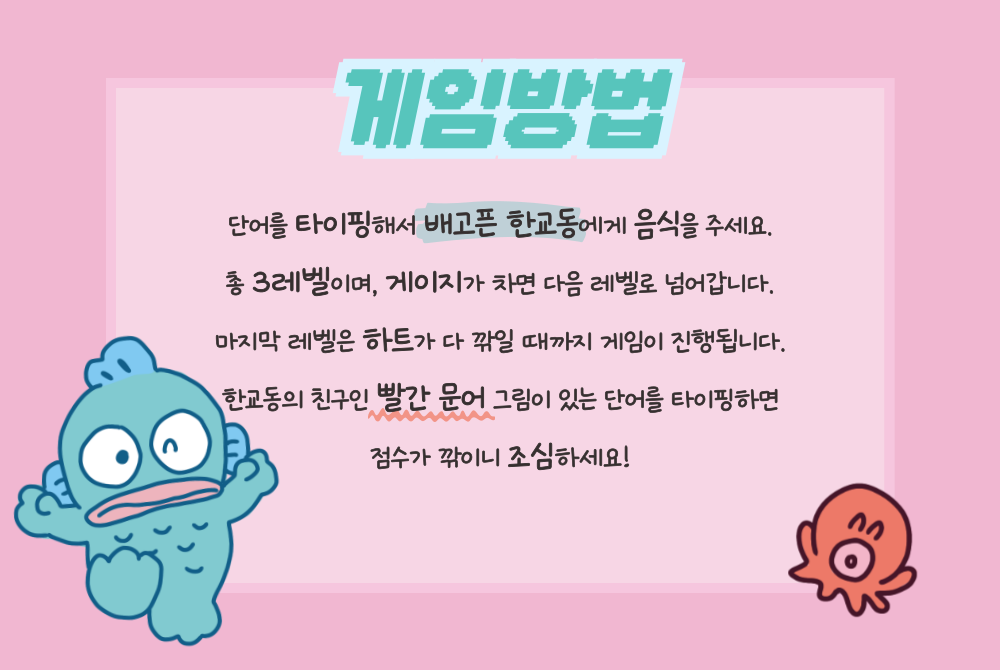 게임방법
단어를 타이핑해서 배고픈 한교동에게 음식을 주세요.
총 3레벨이며, 게이지가 차면 다음 레벨로 넘어갑니다.
마지막 레벨은 하트가 다 깎일 때까지 게임이 진행됩니다.
한교동의 친구인 빨간 문어 그림이 있는 단어를 타이핑하면
점수가 깎이니 조심하세요!